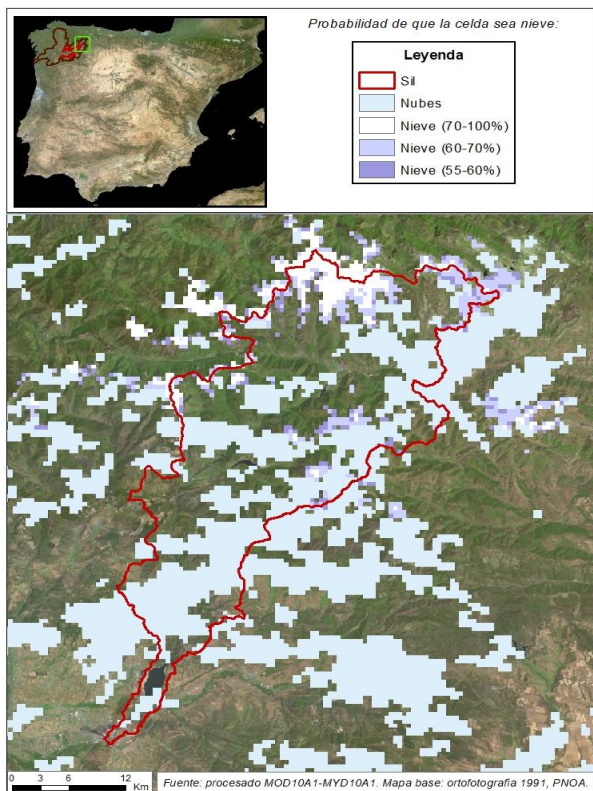 Probabilidad de que la celda sea nieve:
Leyenda
Sil
Nubes
Nieve (70-100%)
Nieve (60-70%)
Nieve (55-60%)
0 3 6 12
Km
Fuente: procesado MOD10A1-MYD10A1. Mapa base: ortofotografía 1991, PNOA.